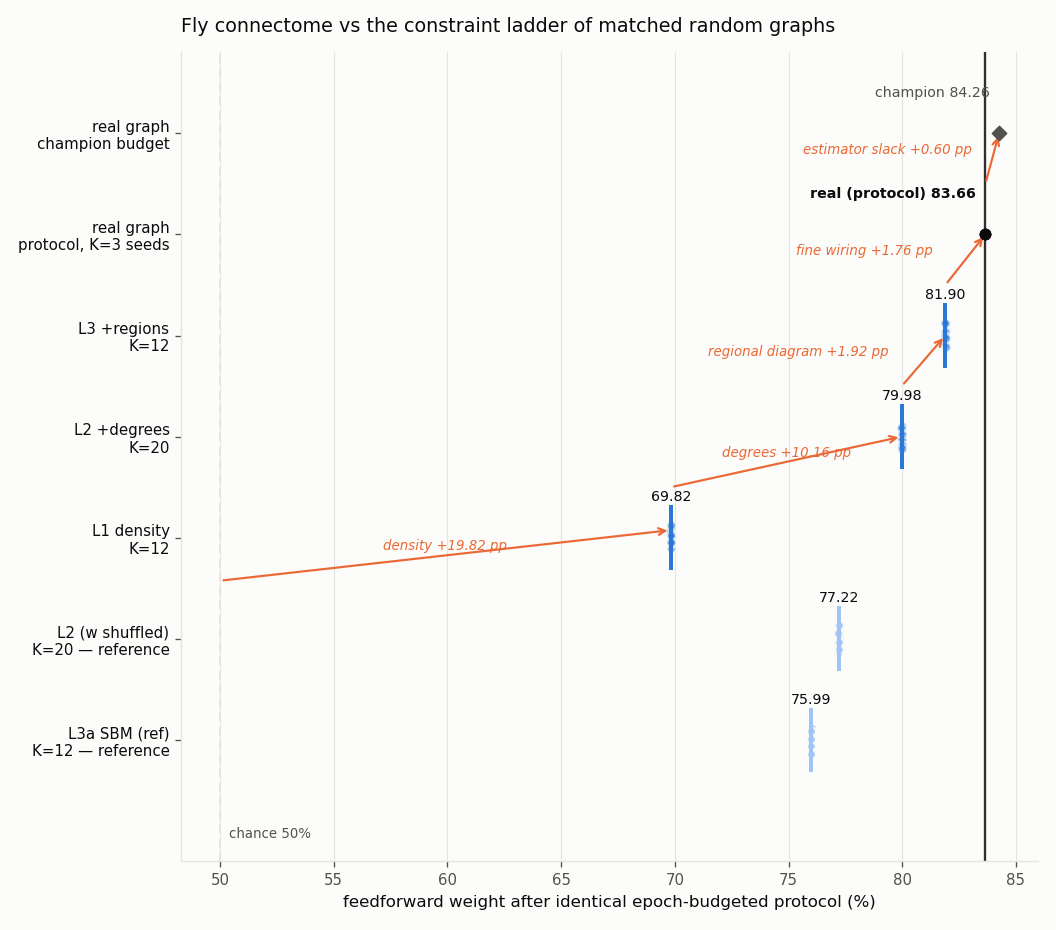 Fly connectome vs the constraint ladder of matched random graphs
champion 84.26
real graph
champion budget
estimator slack +0.60 pp
real (protocol) 83.66
real graph
protocol, K=3 seeds
fine wiring +1.76 pp
81.90
L3 +regions
K=12
regional diagram +1.92 pp
79.98
L2 +degrees
K=20
degrees +10.16 pp
69.82
L1 density
K=12
density +19.82 pp
77.22
L2 (w shuffled)
K=20 — reference
75.99
L3a SBM (ref)
K=12 — reference
chance 50%
50 55 60 65 70 75 80 85
feedforward weight after identical epoch-budgeted protocol (%)